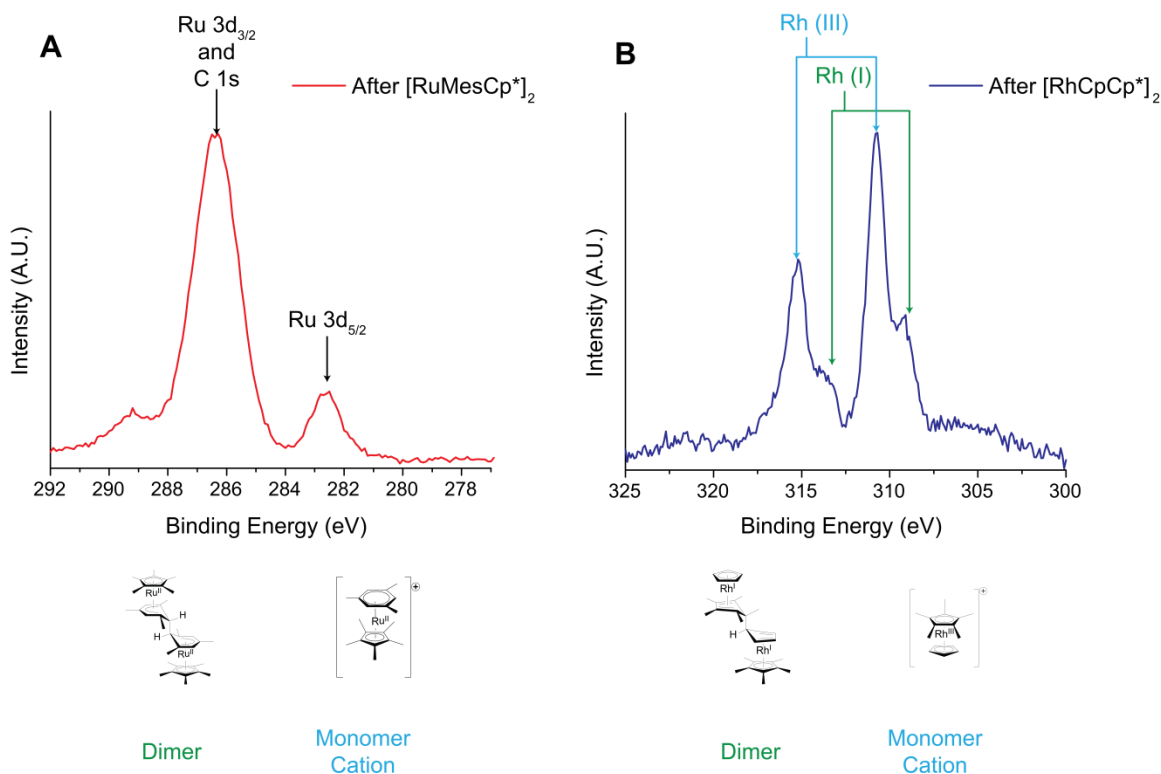 A
Ru 3d3/2
and
C 1s
After [RuMesCp*]2
Ru 3d5/2
Intensity (A.U.)
292 290 288 286 284 282 280 278
Binding Energy (eV)
B
Rh (III)
Rh (I)
After [RhCpCp*]2
Intensity (A.U.)
325 320 315 310 305 300
Binding Energy (eV)
RuII
H
H
RuII
Dimer
RuII
+
Monomer
Cation
RhI
H
RhI
Dimer
RhIII
+
Monomer
Cation